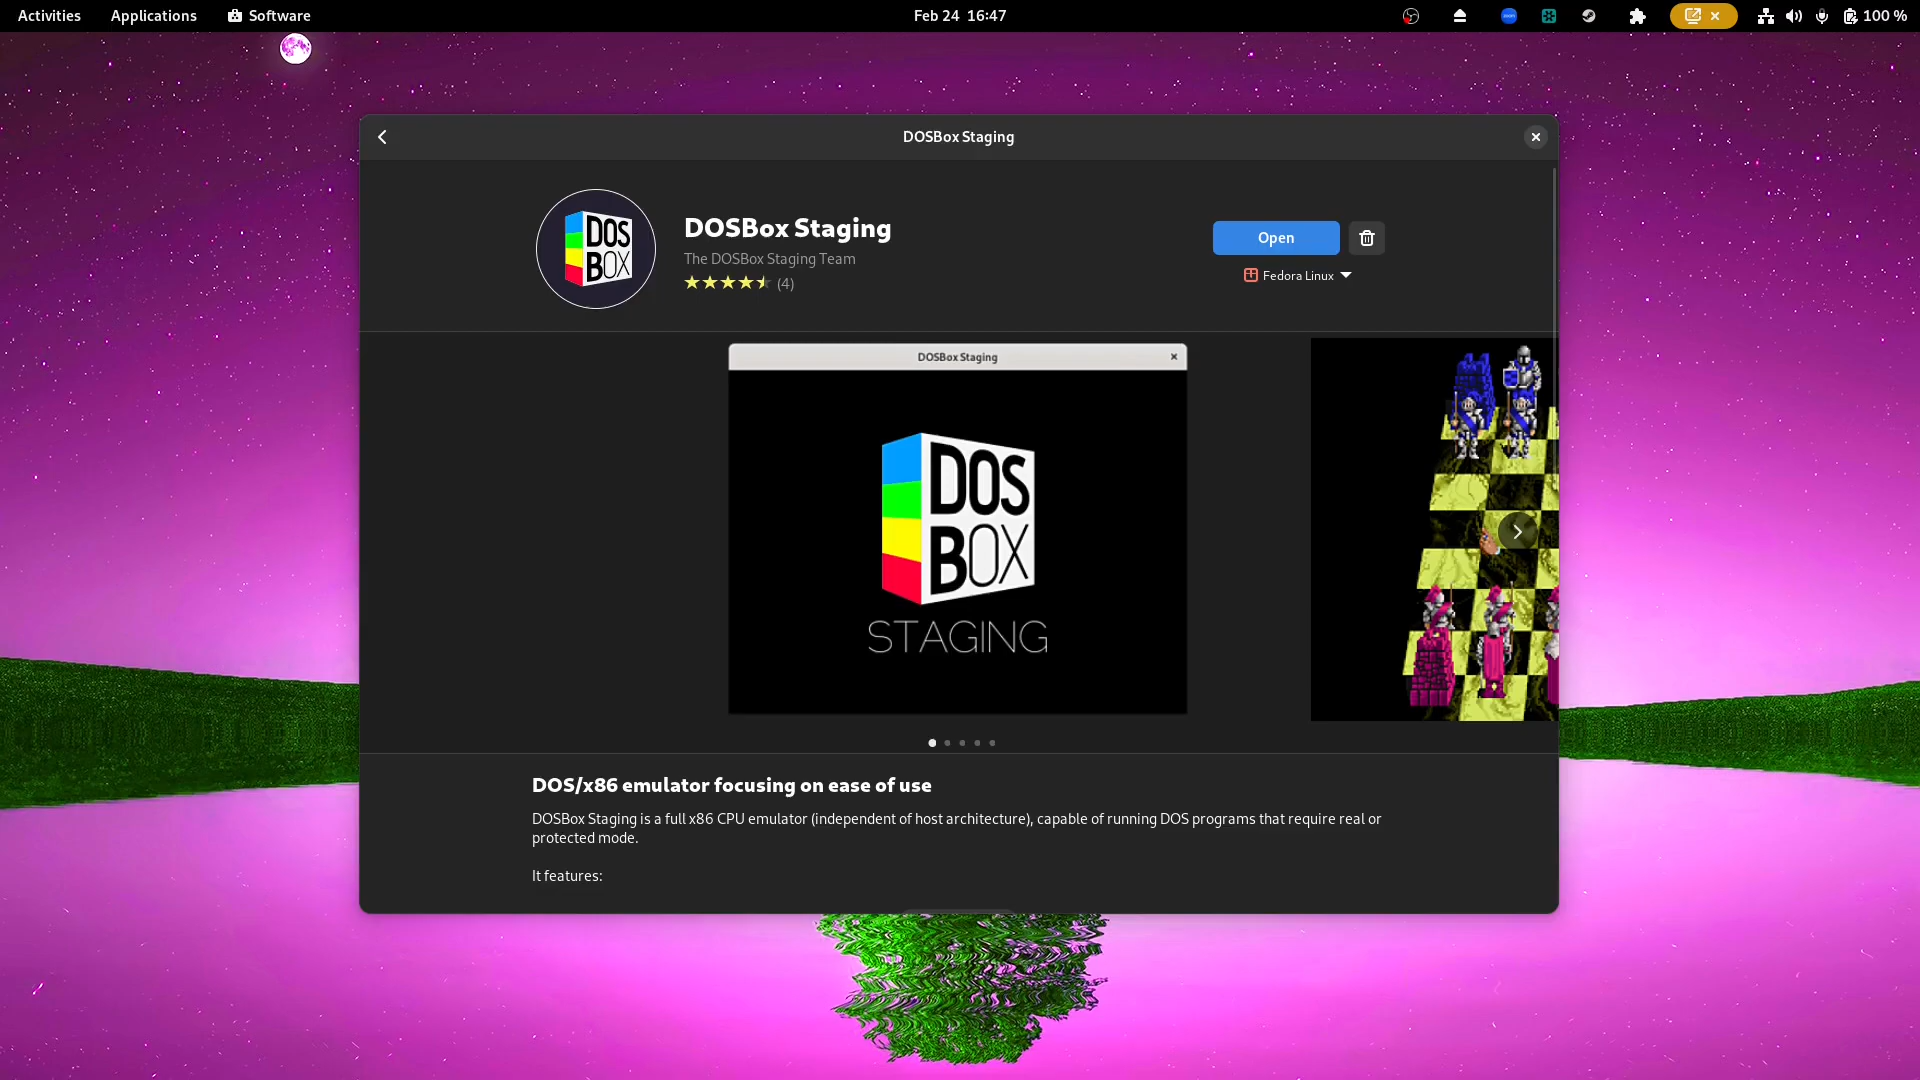 Activities Applications Software Feb 24 16:47 100 %
DOSBox Staging
DOS
BOX
DOSBox Staging
The DOSBox Staging Team
(4)
Open
Fedora Linux
DOSBox Staging
DOS
BOX
STAGING
DOS/x86 emulator focusing on ease of use
DOSBox Staging is a full x86 CPU emulator (independent of host architecture), capable of running DOS programs that require real or
protected mode.
It features: